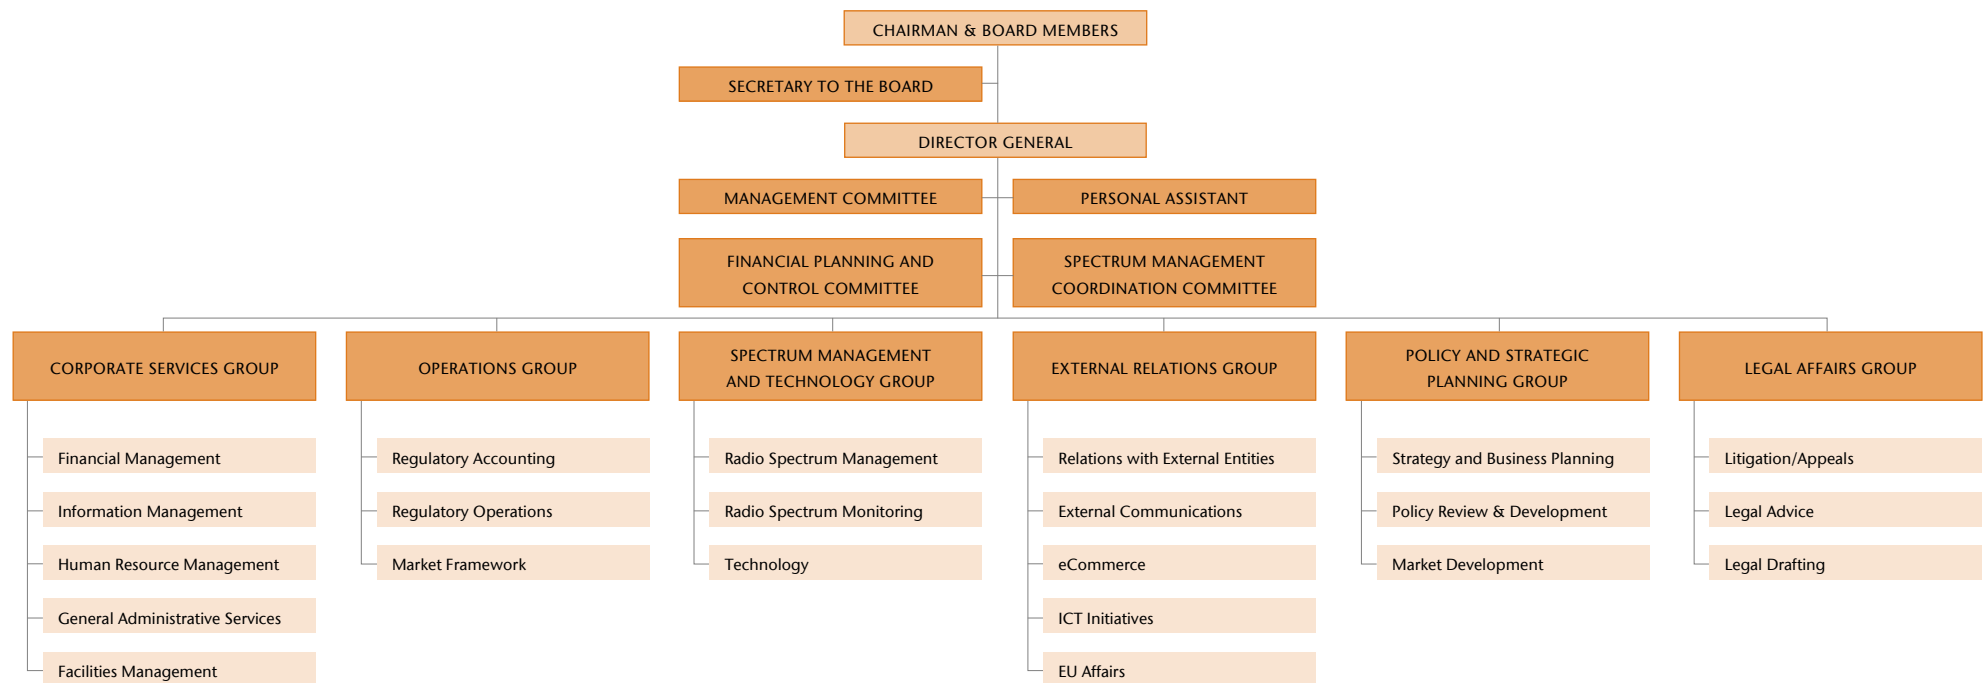 CHAIRMAN & BOARD MEMBERS
SECRETARY TO THE BOARD
DIRECTOR GENERAL
MANAGEMENT COMMITTEE
PERSONAL ASSISTANT
FINANCIAL PLANNING AND
CONTROL COMMITTEE
SPECTRUM MANAGEMENT
COORDINATION COMMITTEE
CORPORATE SERVICES GROUP
Financial Management
Information Management
Human Resource Management
General Administrative Services
Facilities Management
OPERATIONS GROUP
Regulatory Accounting
Regulatory Operations
Market Framework
SPECTRUM MANAGEMENT
AND TECHNOLOGY GROUP
Radio Spectrum Management
Radio Spectrum Monitoring
Technology
EXTERNAL RELATIONS GROUP
Relations with External Entities
External Communications
eCommerce
ICT Initiatives
EU Affairs
POLICY AND STRATEGIC
PLANNING GROUP
Strategy and Business Planning
Policy Review & Development
Market Development
LEGAL AFFAIRS GROUP
Litigation/Appeals
Legal Advice
Legal Drafting